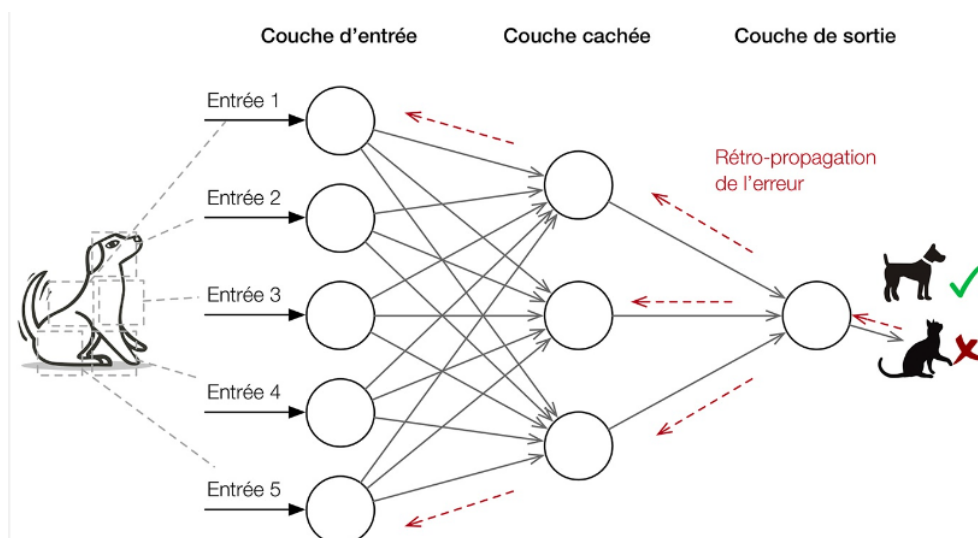 Couche d'entrée
Couche cachée
Couche de sortie
Entrée 1
Entrée 2
Entrée 3
Entrée 4
Entrée 5
Rétro-propagation
de l'erreur